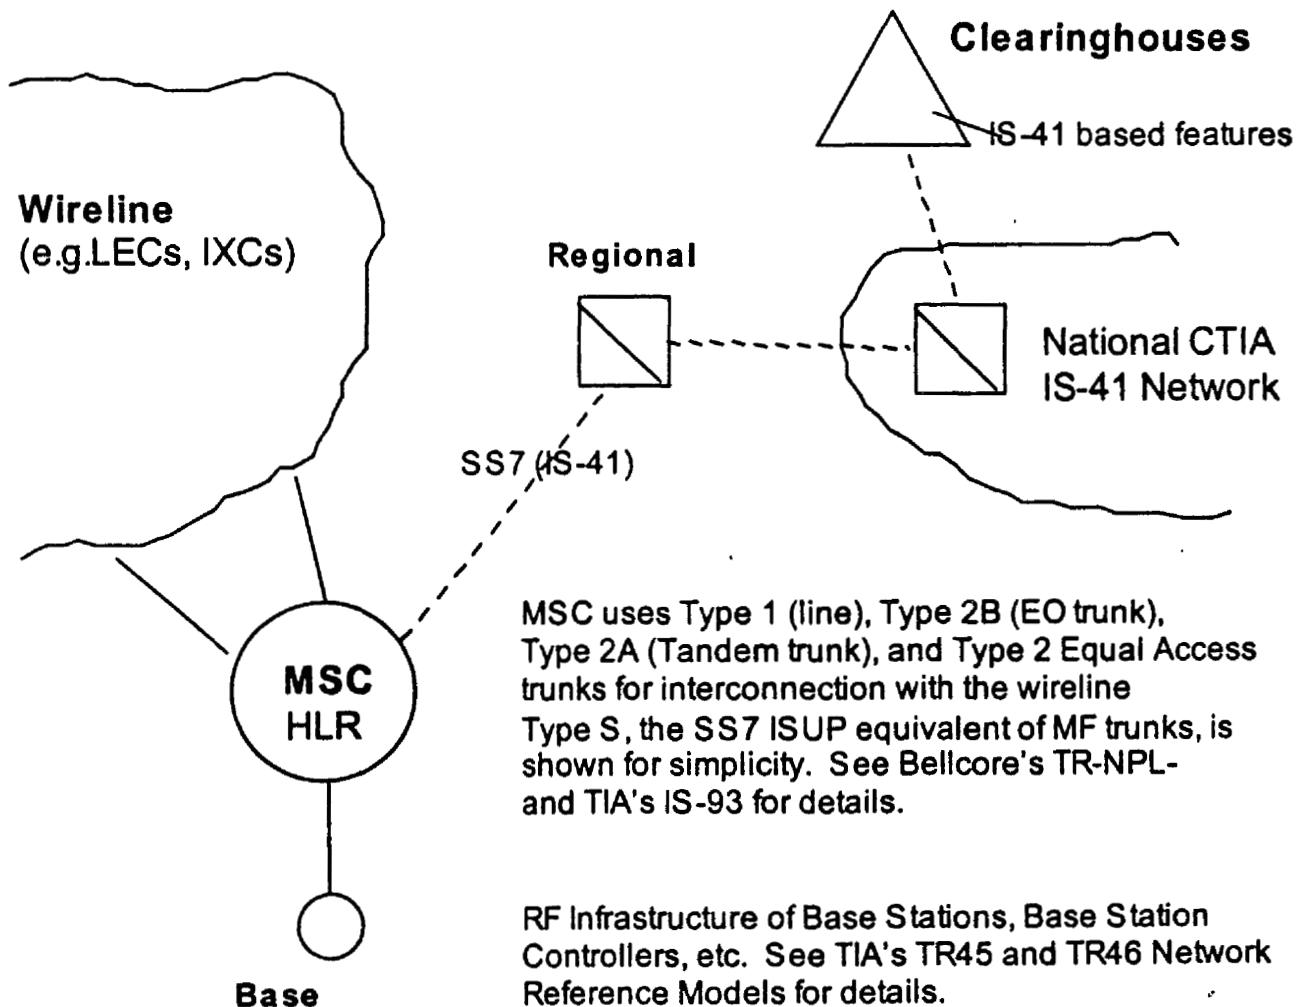 Clearinghouses
IS-41 based features
Wireline
(e.g.LECs, IXCs)
Regional
National CTIA
IS-41 Network
SS7 (IS-41)
MSC
HLR
MSC uses Type 1 (line), Type 2B (EO trunk),
Type 2A (Tandem trunk), and Type 2 Equal Access
trunks for interconnection with the wireline
Type S, the SS7 ISUP equivalent of MF trunks, is
shown for simplicity. See Bellcore's TR-NPL-
and TIA's IS-93 for details.
RF Infrastructure of Base Stations, Base Station
Controllers, etc. See TIA's TR45 and TR46 Network
Reference Models for details.
Base